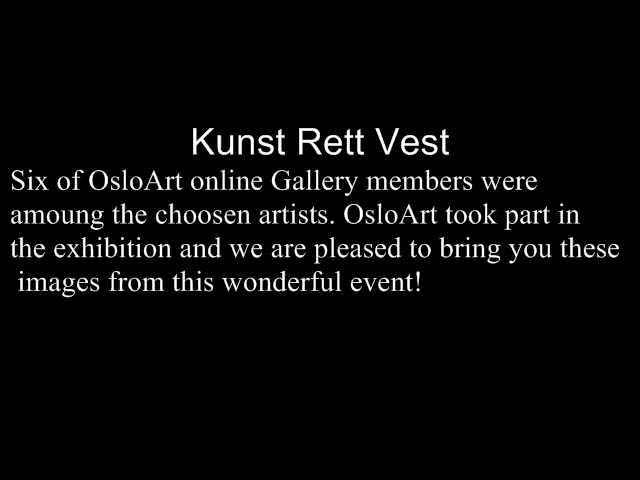 Kunst Rett Vest
Six of OsloArt online Gallery members were
amoung the choosen artists. OsloArt took part in
the exhibition and we are pleased to bring you these
images from this wonderful event!